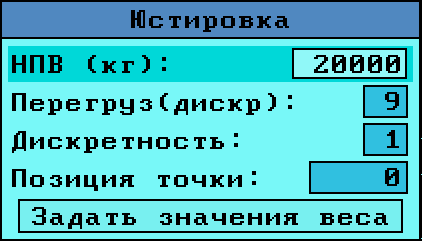 Юстировка
НПВ (кг): 20000
Перегруз(дискр): 9
Дискретность: 1
Позиция точки: 0
Задать значения веса